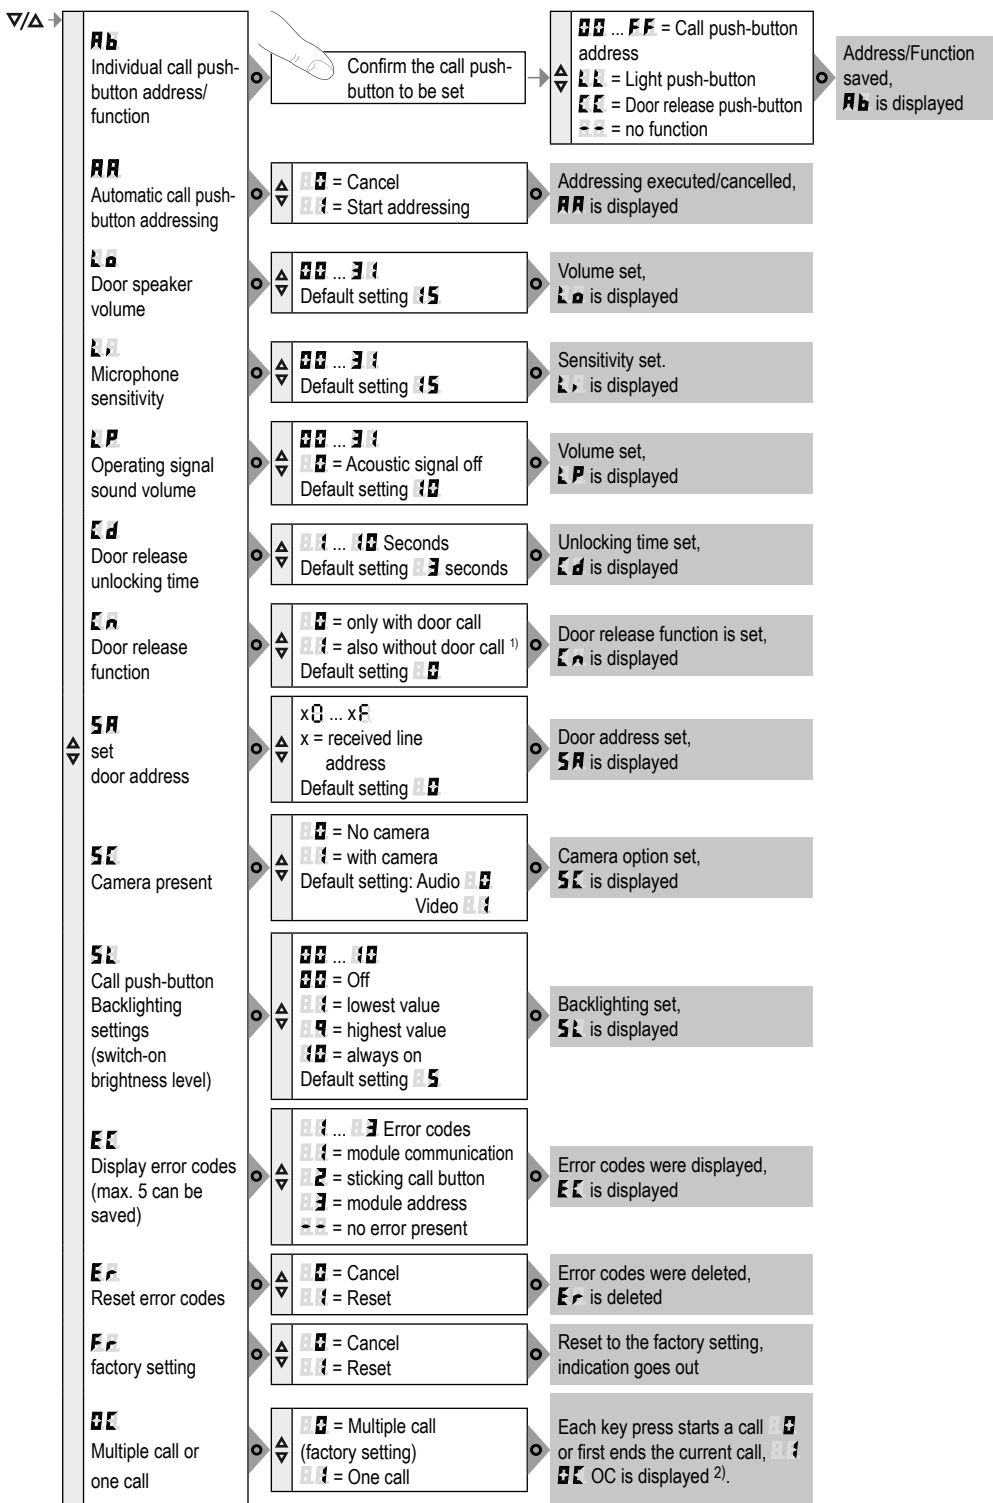 ▽/△
Ab
Individual call push-
button address/
function
Confirm the call push-
button to be set
00 ... FF = Call push-button
address
LL = Light push-button
CC = Door release push-button
-- = no function
Address/Function
saved,
Ab is displayed
AA
Automatic call push-
button addressing
0 = Cancel
1 = Start addressing
Addressing executed/cancelled,
AA is displayed
Lo
Door speaker
volume
00 ... 31
Default setting 15
Volume set,
Lo is displayed
Li
Microphone
sensitivity
00 ... 31
Default setting 15
Sensitivity set.
Li is displayed
LP
Operating signal
sound volume
00 ... 31
0 = Acoustic signal off
Default setting 10
Volume set,
LP is displayed
Cd
Door release
unlocking time
1 ... 10 Seconds
Default setting 3 seconds
Unlocking time set,
Cd is displayed
Cn
Door release
function
0 = only with door call
1 = also without door call 1)
Default setting 0
Door release function is set,
Cn is displayed
SA
set
door address
x0 ... xF
x = received line
address
Default setting 0
Door address set,
SA is displayed
SC
Camera present
0 = No camera
1 = with camera
Default setting: Audio 0
Video 1
Camera option set,
SC is displayed
SL
Call push-button
Backlighting
settings
(switch-on
brightness level)
00 ... 10
00 = Off
1 = lowest value
9 = highest value
10 = always on
Default setting 5
Backlighting set,
SL is displayed
EC
Display error codes
(max. 5 can be
saved)
1 ... 3 Error codes
1 = module communication
2 = sticking call button
3 = module address
-- = no error present
Error codes were displayed,
EC is displayed
Er
Reset error codes
0 = Cancel
1 = Reset
Error codes were deleted,
Er is deleted
Fr
factory setting
0 = Cancel
1 = Reset
Reset to the factory setting,
indication goes out
OC
Multiple call or
one call
0 = Multiple call
(factory setting)
1 = One call
Each key press starts a call 0
or first ends the current call, 1
OC OC is displayed 2).